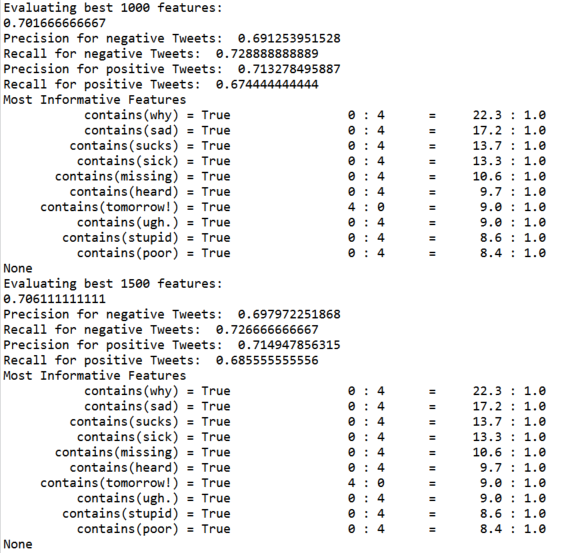 Evaluating best 1000 features:
0.701666666667
Precision for negative Tweets:  0.691253951528
Recall for negative Tweets:  0.728888888889
Precision for positive Tweets:  0.713278495887
Recall for positive Tweets:  0.674444444444
Most Informative Features
contains(why) = True 0 : 4 = 22.3 : 1.0
contains(sad) = True 0 : 4 = 17.2 : 1.0
contains(sucks) = True 0 : 4 = 13.7 : 1.0
contains(sick) = True 0 : 4 = 13.3 : 1.0
contains(missing) = True 0 : 4 = 10.6 : 1.0
contains(heard) = True 0 : 4 = 9.7 : 1.0
contains(tomorrow!) = True 4 : 0 = 9.0 : 1.0
contains(ugh.) = True 0 : 4 = 9.0 : 1.0
contains(stupid) = True 0 : 4 = 8.6 : 1.0
contains(poor) = True 0 : 4 = 8.4 : 1.0
None
Evaluating best 1500 features:
0.706111111111
Precision for negative Tweets:  0.697972251868
Recall for negative Tweets:  0.726666666667
Precision for positive Tweets:  0.714947856315
Recall for positive Tweets:  0.685555555556
Most Informative Features
contains(why) = True 0 : 4 = 22.3 : 1.0
contains(sad) = True 0 : 4 = 17.2 : 1.0
contains(sucks) = True 0 : 4 = 13.7 : 1.0
contains(sick) = True 0 : 4 = 13.3 : 1.0
contains(missing) = True 0 : 4 = 10.6 : 1.0
contains(heard) = True 0 : 4 = 9.7 : 1.0
contains(tomorrow!) = True 4 : 0 = 9.0 : 1.0
contains(ugh.) = True 0 : 4 = 9.0 : 1.0
contains(stupid) = True 0 : 4 = 8.6 : 1.0
contains(poor) = True 0 : 4 = 8.4 : 1.0
None